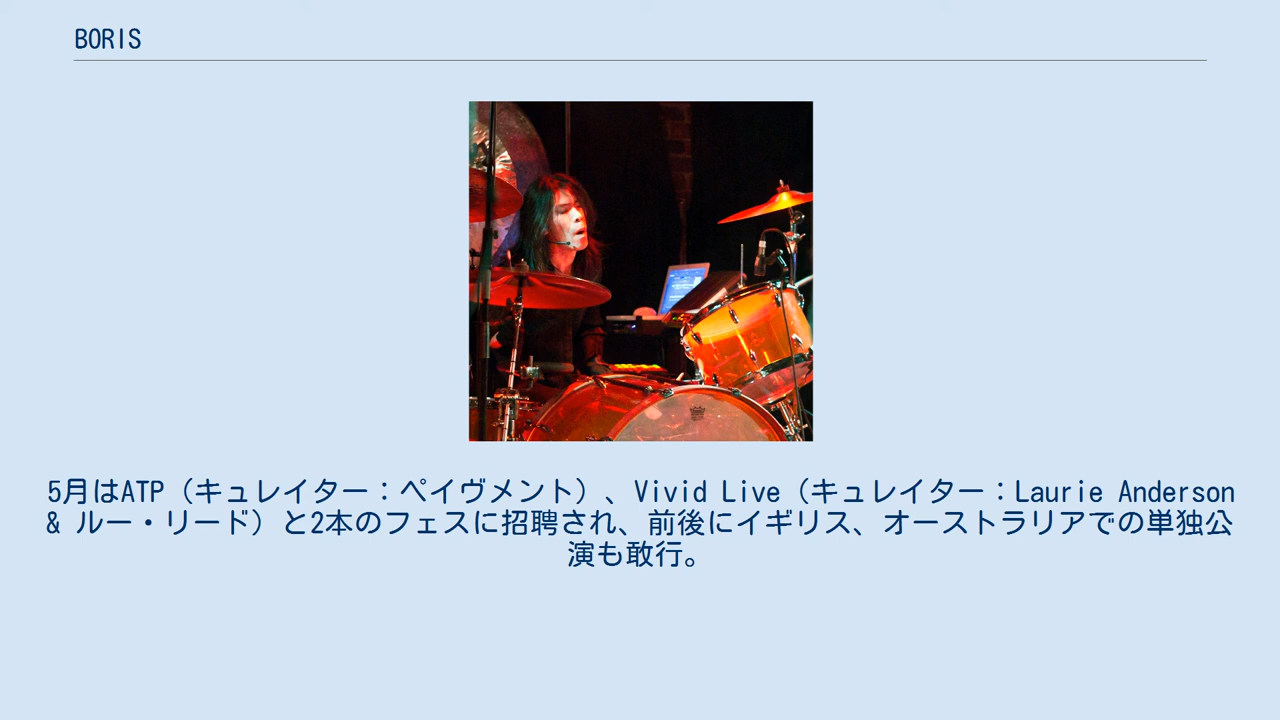 BORIS
5月はATP（キュレイター：ペイヴメント）、Vivid Live（キュレイター：Laurie Anderson
& ルー・リード）と2本のフェスに招聘され、前後にイギリス、オーストラリアでの単独公
演も敢行。